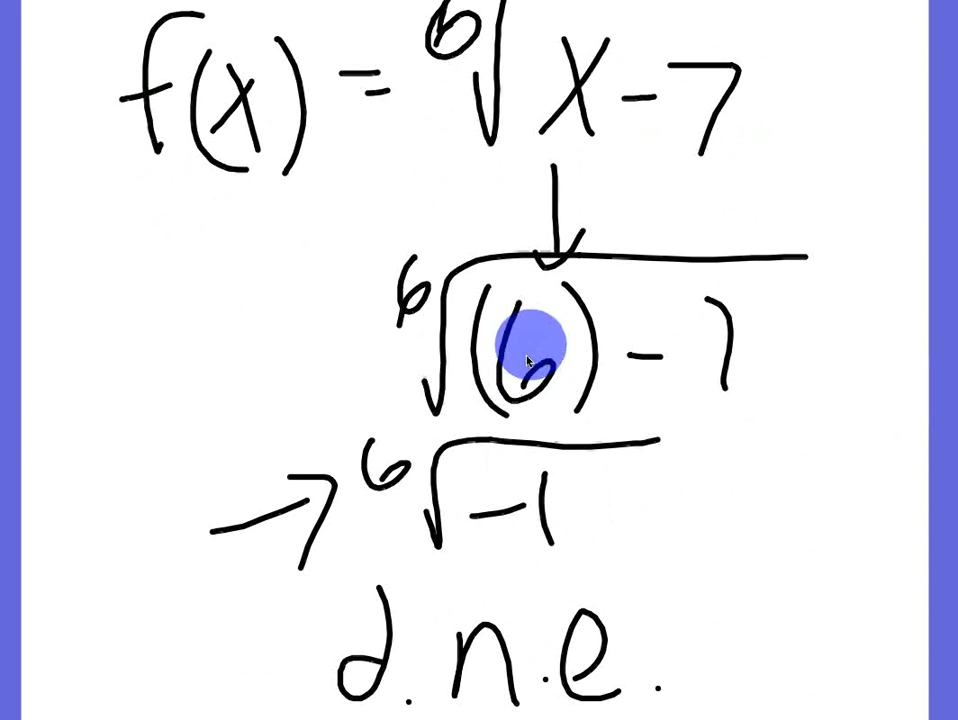 f(x) = ⁶√x-7
⁶√(6) - 7
→ ⁶√-1
d.n.e.